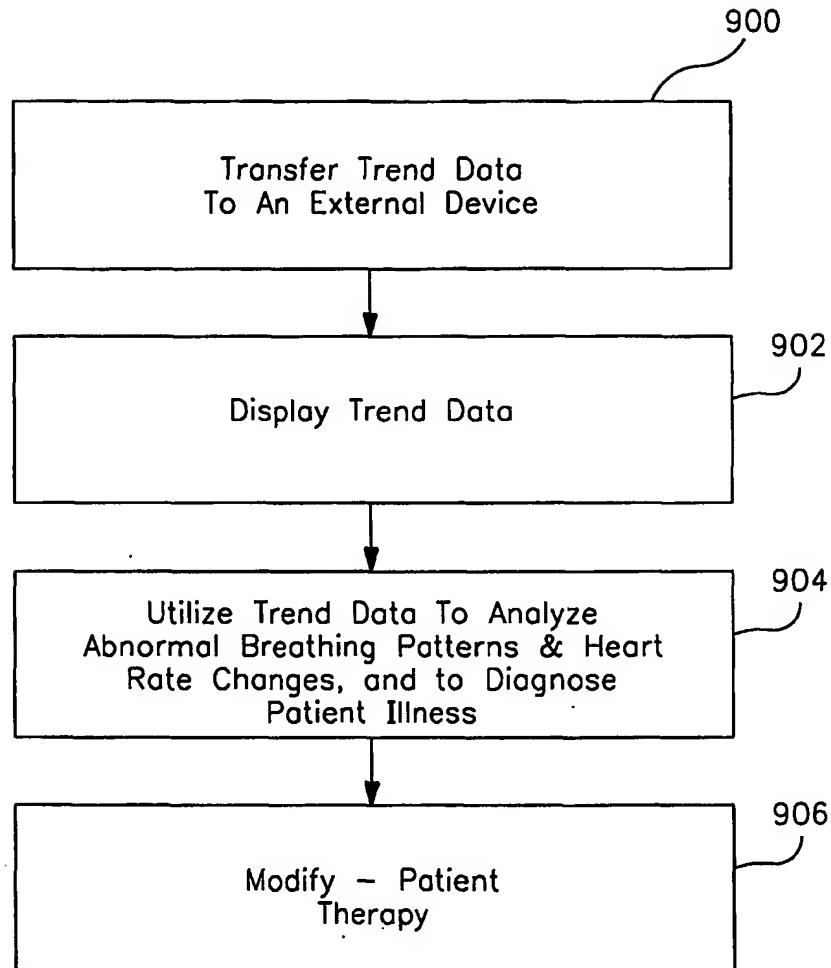 900
Transfer Trend Data
To An External Device
902
Display Trend Data
904
Utilize Trend Data To Analyze
Abnormal Breathing Patterns & Heart
Rate Changes, and to Diagnose
Patient Illness
906
Modify – Patient
Therapy